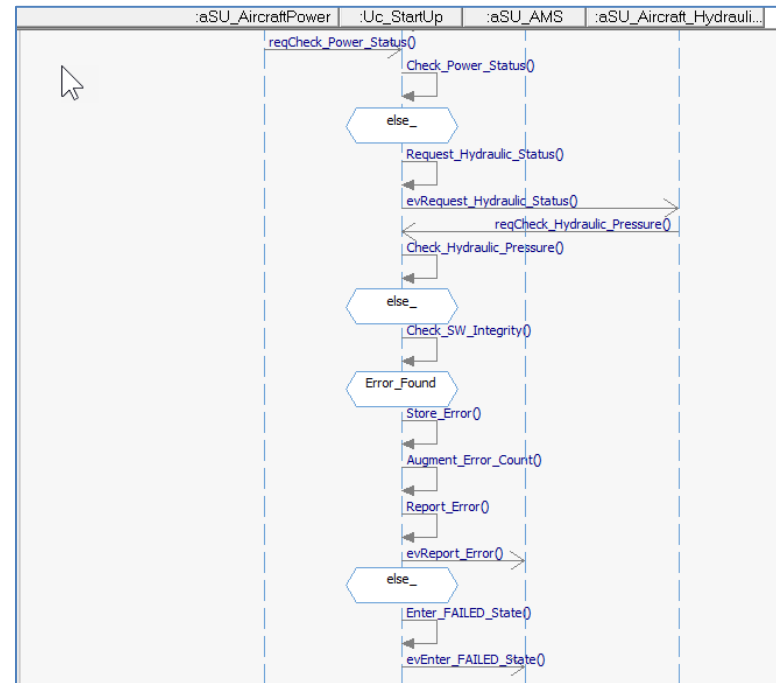 :aSU_AircraftPower :Uc_StartUp :aSU_AMS :aSU_Aircraft_Hydrauli...
reqCheck_Power_Status()
Check_Power_Status()
else_
Request_Hydraulic_Status()
evRequest_Hydraulic_Status()
reqCheck_Hydraulic_Pressure()
Check_Hydraulic_Pressure()
else_
Check_SW_Integrity()
Error_Found
Store_Error()
Augment_Error_Count()
Report_Error()
evReport_Error()
else_
Enter_FAILED_State()
evEnter_FAILED_State()